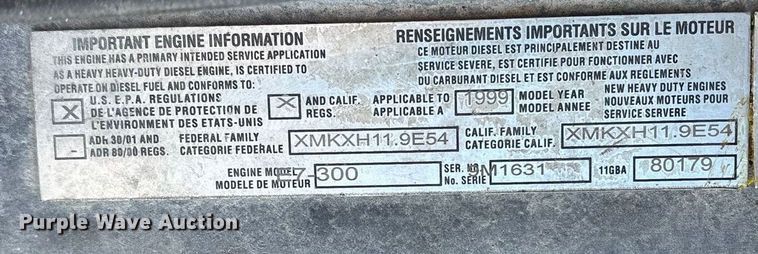 IMPORTANT ENGINE INFORMATION
THIS ENGINE HAS A PRIMARY INTENDED SERVICE APPLICATION
AS A HEAVY HEAVY-DUTY DIESEL ENGINE, IS CERTIFIED TO
OPERATE ON DIESEL FUEL AND CONFORMS TO:
RENSEIGNEMENTS IMPORTANTS SUR LE MOTEUR
CE MOTEUR DIESEL EST PRINCIPALEMENT DESTINE AU
SERVICE SEVERE, EST CERTIFIE POUR FONCTIONNER AVEC
DU CARBURANT DIESEL ET EST CONFORME AUX REGLEMENTS
X U.S. E.P.A. REGULATIONS
DE L'AGENCE DE PROTECTION DE
L'ENVIRONMENT DES ETATS-UNIS
X AND CALIF.
REGS.
APPLICABLE TO
APPLICABLE A
1999
MODEL YEAR
MODEL ANNEE
NEW HEAVY DUTY ENGINES
NOUVEAUX MOTEURS POUR
SERVICE SERVERE
- ADR 30/01 AND
ADR 80/00 REGS.
FEDERAL FAMILY
CATEGORIE FEDERALE
XMKXH11.9E54
CALIF. FAMILY
CATEGORIE CALIF.
XMKXH11.9E54
ENGINE MODEL
MODELE DE MOTEUR
7-300
SER. NO.
No. SÉRIE
M1631
11GBA
80179
Purple Wave Auction